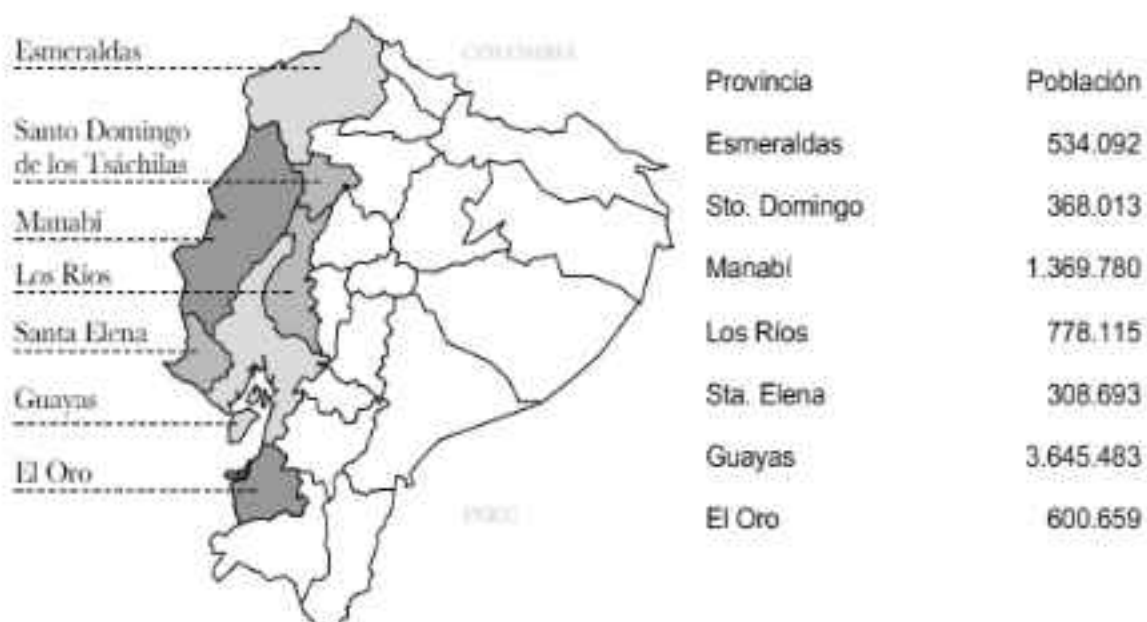 Esmeraldas
Santo Domingo
de los Tsáchilas
Manabí
Los Ríos
Santa Elena
Guayas
El Oro
COLOMBIA
PERÚ
Provincia Población
Esmeraldas 534.092
Sto. Domingo 368.013
Manabí 1.369.780
Los Ríos 778.115
Sta. Elena 308.693
Guayas 3.645.483
El Oro 600.659